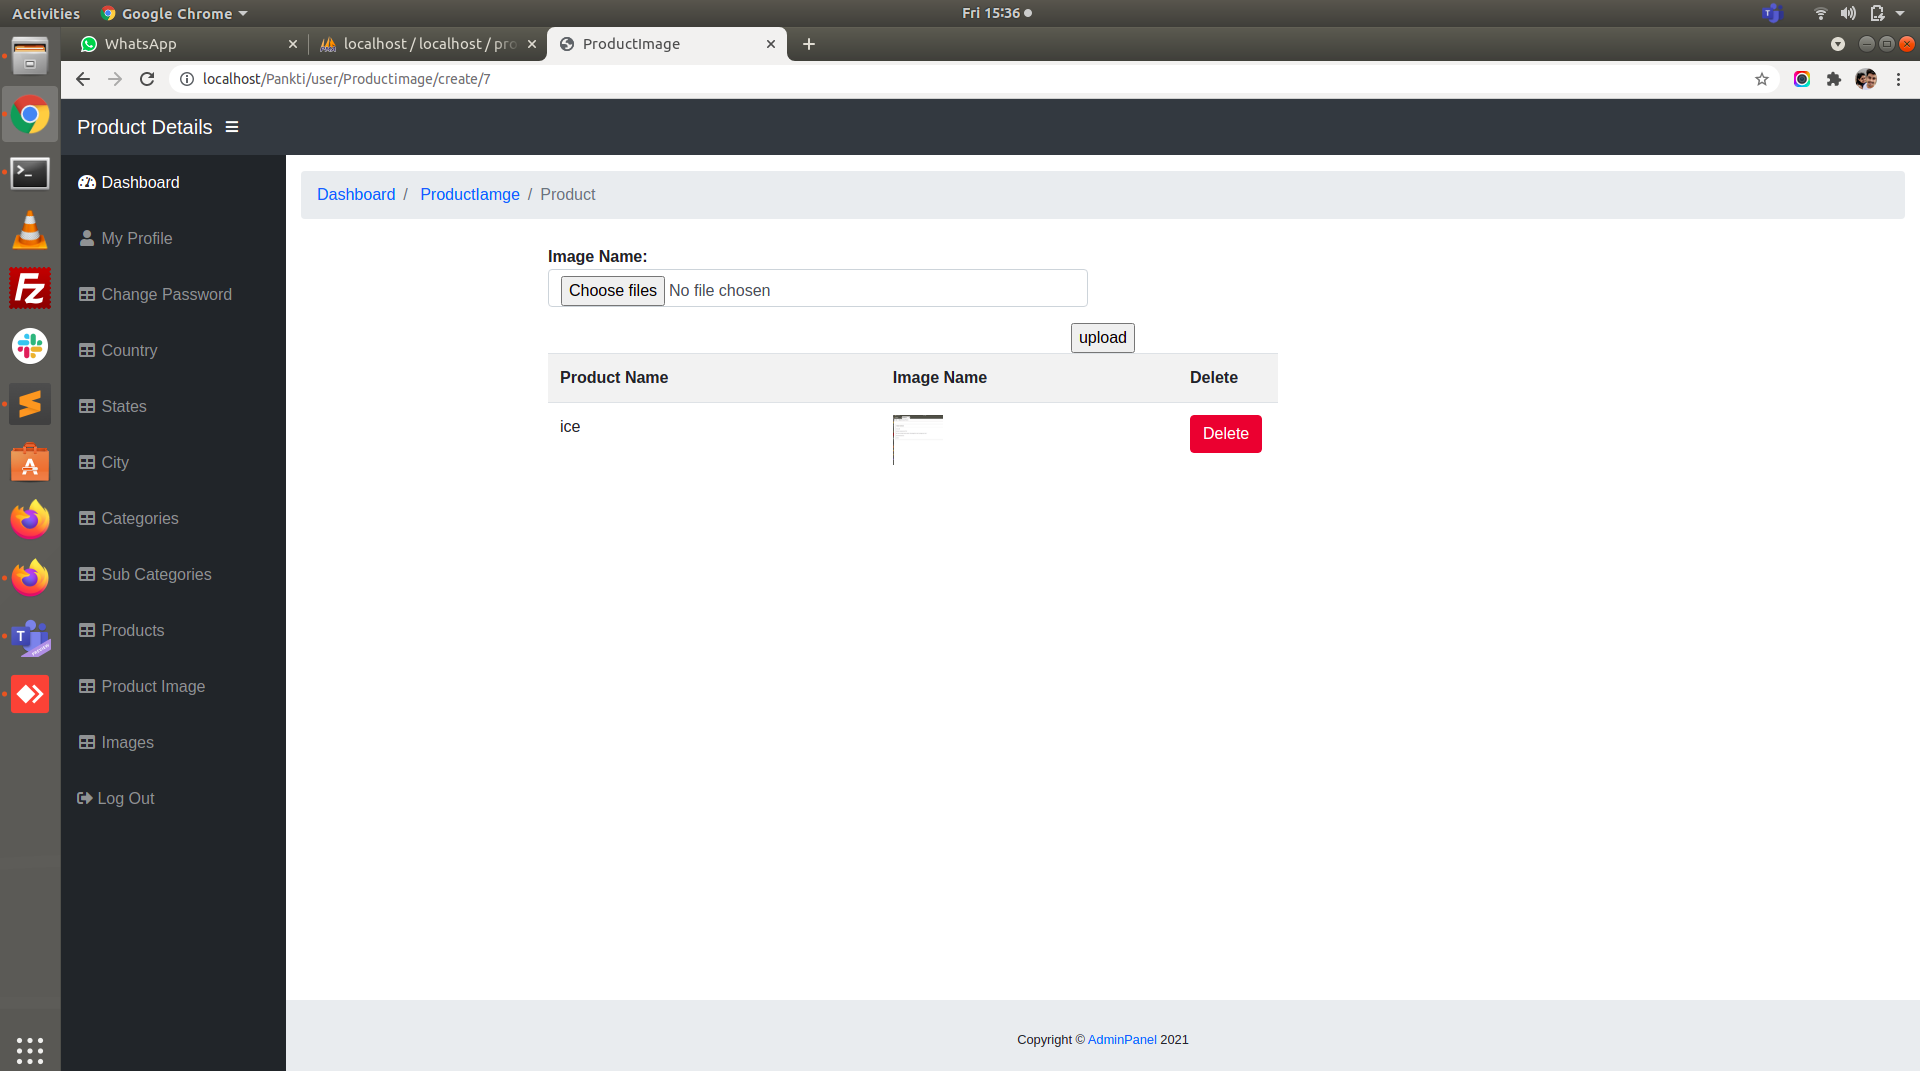 Activities Google Chrome Fri 15:36
WhatsApp localhost / localhost / pro ProductImage
localhost/Pankti/user/Productimage/create/7
Product Details
Dashboard
My Profile
Change Password
Country
States
City
Categories
Sub Categories
Products
Product Image
Images
Log Out
Dashboard / ProductIamge / Product
Image Name:
Choose files No file chosen
upload
Product Name Image Name Delete
ice Delete
Copyright © AdminPanel 2021